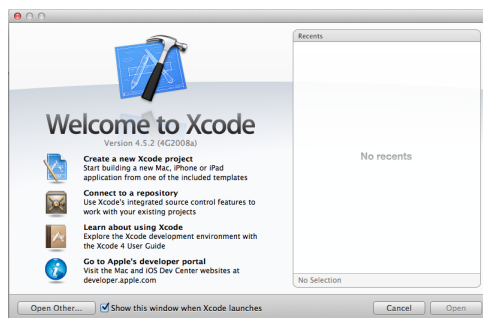 Recents
No recents
Welcome to Xcode
Version 4.5.2 (4G2008a)
Create a new Xcode project
Start building a new Mac, iPhone or iPad
application from one of the included templates
Connect to a repository
Use Xcode's integrated source control features to
work with your existing projects
Learn about using Xcode
Explore the Xcode development environment with
the Xcode 4 User Guide
Go to Apple's developer portal
Visit the Mac and iOS Dev Center websites at
developer.apple.com
No Selection
Open Other...
Show this window when Xcode launches
Cancel
Open